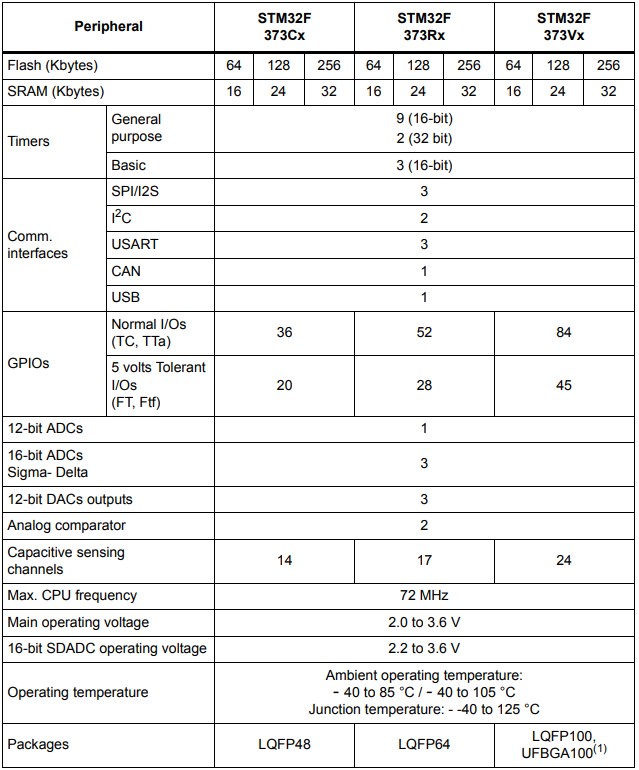 Peripheral STM32F 373Cx STM32F 373Rx STM32F 373Vx
Flash (Kbytes) 64 128 256 64 128 256 64 128 256
SRAM (Kbytes) 16 24 32 16 24 32 16 24 32
Timers
General purpose
9 (16-bit)
2 (32 bit)
Basic 3 (16-bit)
Comm. interfaces
SPI/I2S 3
I²C 2
USART 3
CAN 1
USB 1
GPIOs
Normal I/Os
(TC, TTa)
36 52 84
5 volts Tolerant
I/Os
(FT, Ftf)
20 28 45
12-bit ADCs 1
16-bit ADCs
Sigma- Delta
3
12-bit DACs outputs 3
Analog comparator 2
Capacitive sensing
channels
14 17 24
Max. CPU frequency 72 MHz
Main operating voltage 2.0 to 3.6 V
16-bit SDADC operating voltage 2.2 to 3.6 V
Operating temperature
Ambient operating temperature:
- 40 to 85 °C / - 40 to 105 °C
Junction temperature: - -40 to 125 °C
Packages LQFP48 LQFP64 LQFP100,
UFBGA100(1)